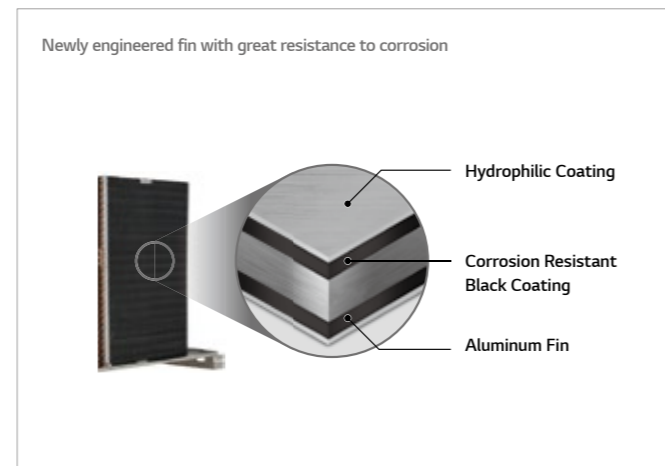 Newly engineered fin with great resistance to corrosion
Hydrophilic Coating
Corrosion Resistant
Black Coating
Aluminum Fin